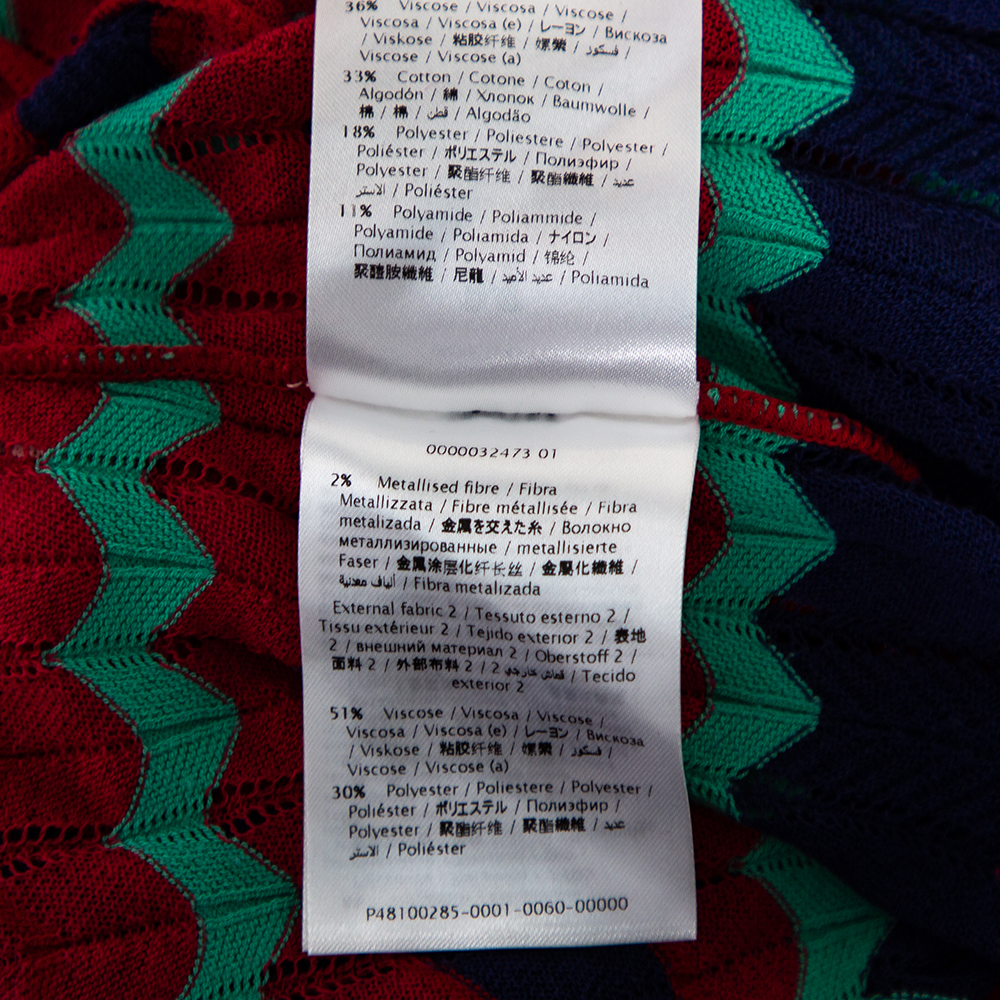 36% Viscose / Viscosa / Viscose /
Viscosa / Viscosa (e) / レーヨン / Вискоза
/ Viskose / 粘胶纤维 / 嫘縈 / فسكوز /
Viscose / Viscose (a)
33% Cotton / Cotone / Coton /
Algodón / 綿 / Хлопок / Baumwolle /
棉 / 棉 / قطن / Algodão
18% Polyester / Poliestere / Polyester /
Poliéster / ポリエステル / Полиэфир /
Polyester / 聚酯纤维 / 聚酯纖維 / عديد
الاستر / Poliéster
11% Polyamide / Poliammide /
Polyamide / Poliamida / ナイロン /
Полиамид / Polyamid / 锦纶 /
聚醯胺纖維 / 尼龍 / عديد الأميد / Poliamida
0000032473 01
2% Metallised fibre / Fibra
Metallizzata / Fibre métallisée / Fibra
metalizada / 金属を交えた糸 / Волокно
металлизированные / metallisierte
Faser / 金属涂层化纤长丝 / 金屬化纖維 /
ألياف معدنية / Fibra metalizada
External fabric 2 / Tessuto esterno 2 /
Tissu extérieur 2 / Tejido exterior 2 / 表地
2 / внешний материал 2 / Oberstoff 2 /
面料 2 / 外部布料 2 / 2 قماش خارجي / Tecido
exterior 2
51% Viscose / Viscosa / Viscose /
Viscosa / Viscosa (e) / レーヨン / Вискоза
/ Viskose / 粘胶纤维 / 嫘縈 / فسكوز /
Viscose / Viscose (a)
30% Polyester / Poliestere / Polyester /
Poliéster / ポリエステル / Полиэфир /
Polyester / 聚酯纤维 / 聚酯纖維 / عديد
الاستر / Poliéster
P48100285-0001-0060-00000